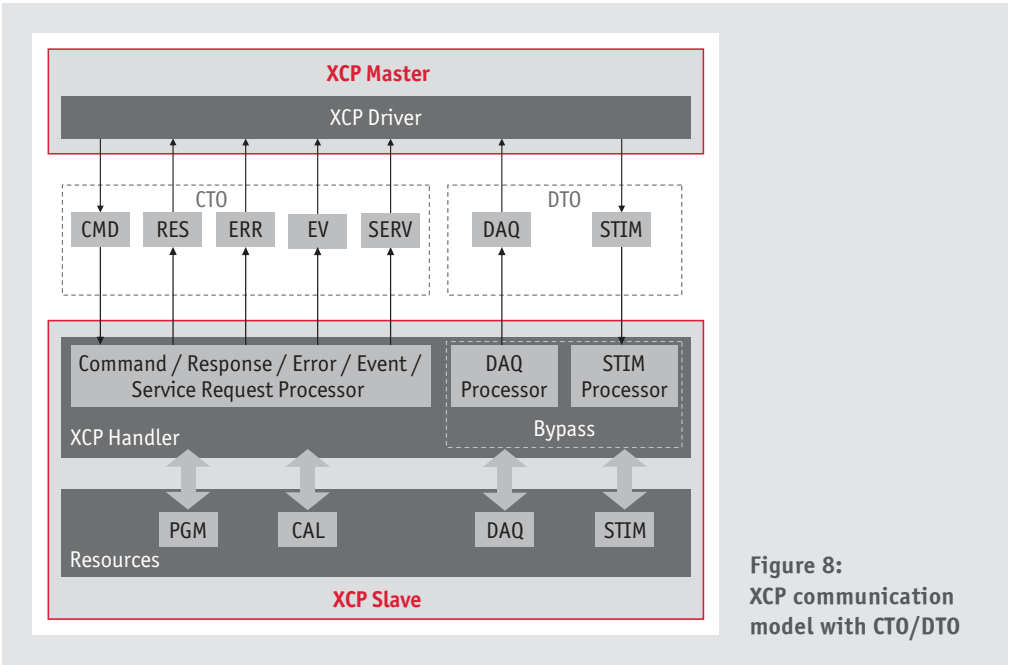 XCP Master
XCP Driver
CTO
DTO
CMD
RES
ERR
EV
SERV
DAQ
STIM
Command / Response / Error / Event /
Service Request Processor
DAQ
Processor
STIM
Processor
Bypass
XCP Handler
PGM
CAL
DAQ
STIM
Resources
XCP Slave
Figure 8:
XCP communication
model with CTO/DTO